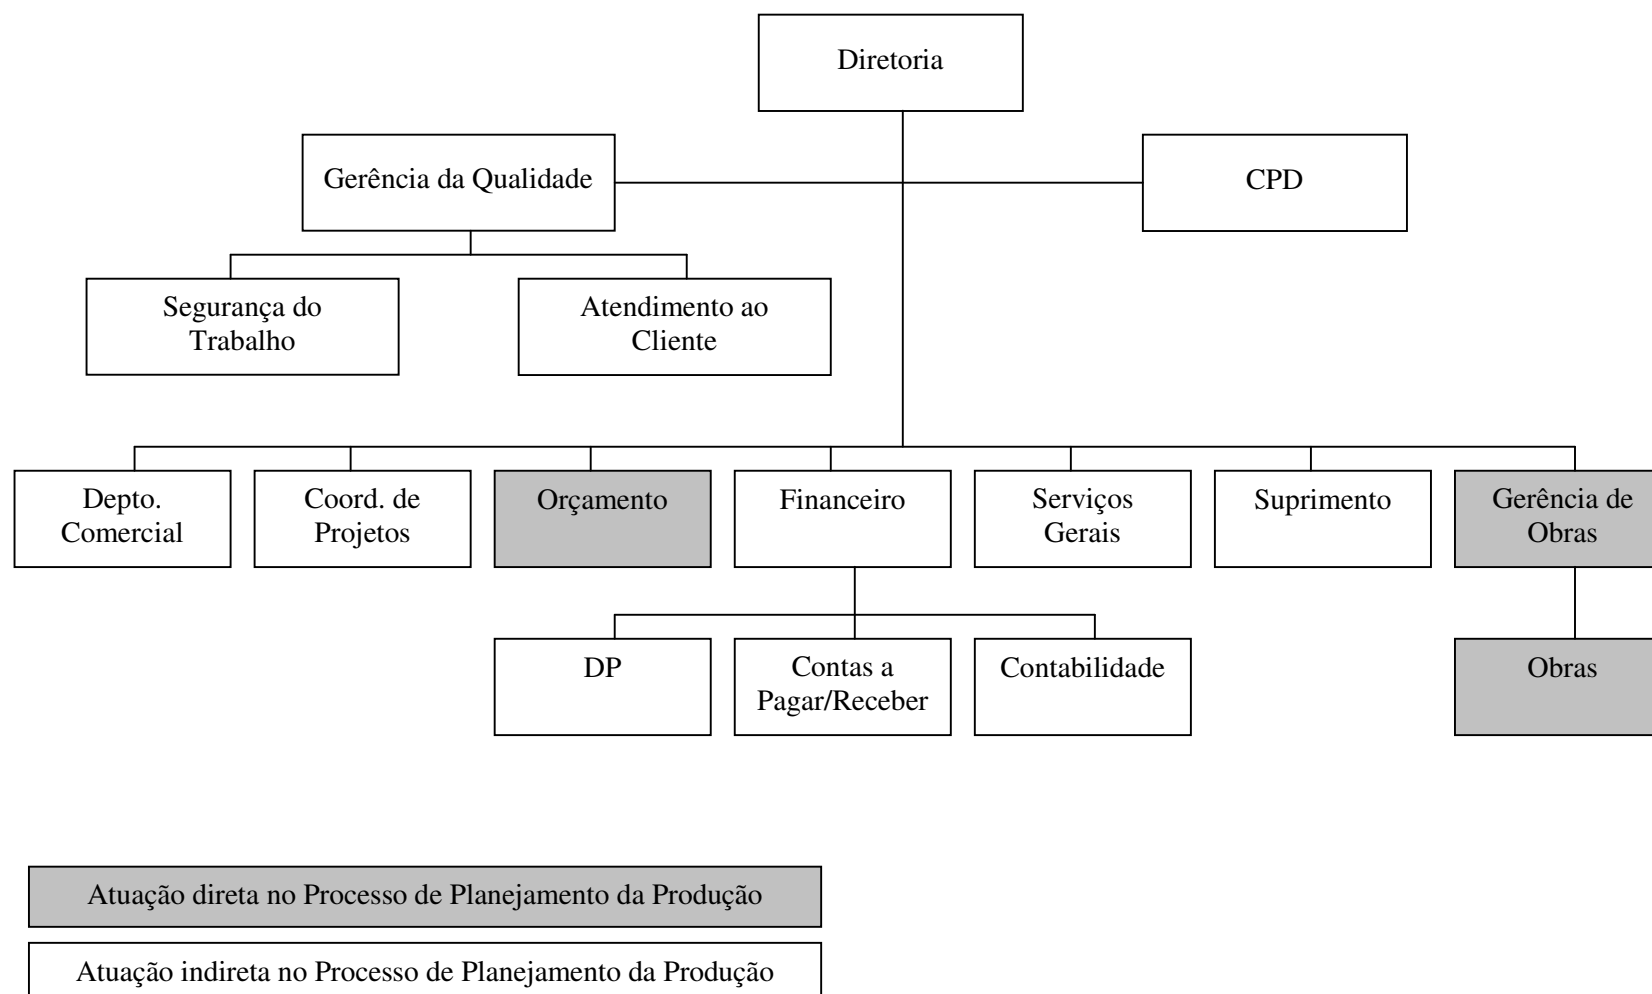 Diretoria
Gerência da Qualidade
CPD
Segurança do
Trabalho
Atendimento ao
Cliente
Depto.
Comercial
Coord. de
Projetos
Orçamento
Financeiro
Serviços
Gerais
Suprimento
Gerência de
Obras
DP
Contas a
Pagar/Receber
Contabilidade
Obras
Atuação direta no Processo de Planejamento da Produção
Atuação indireta no Processo de Planejamento da Produção